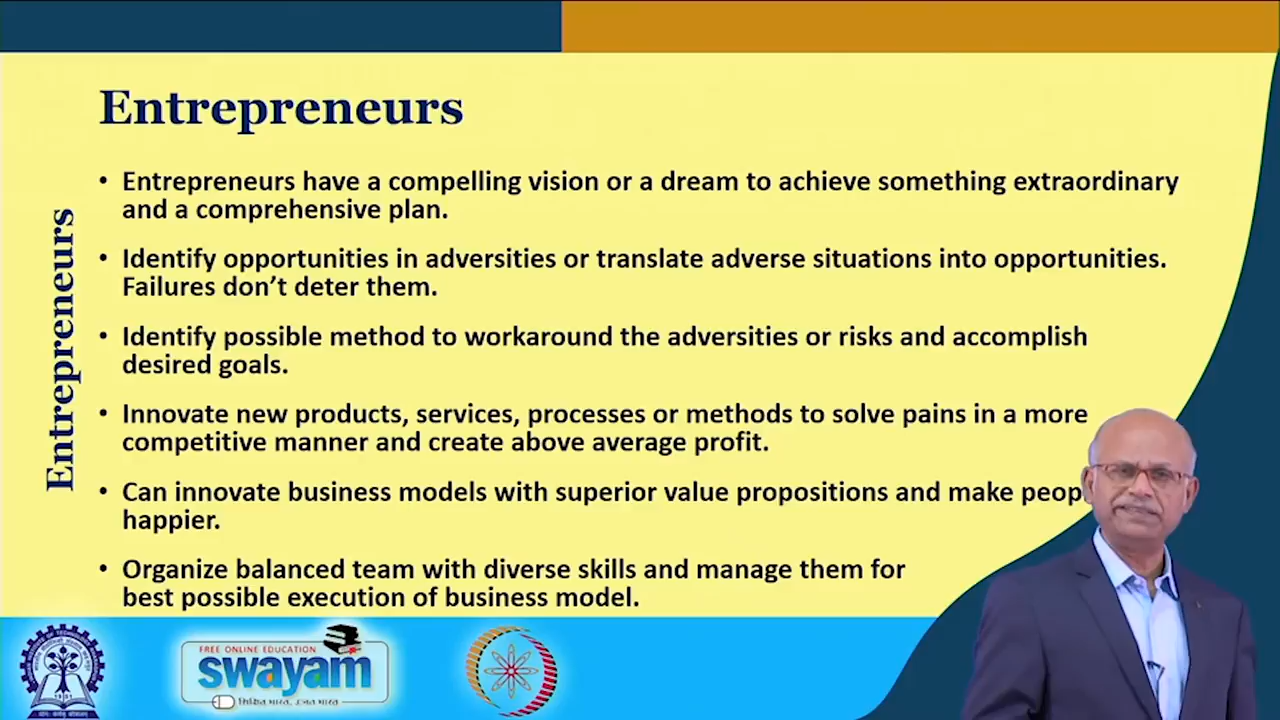 Entrepreneurs
Entrepreneurs
• Entrepreneurs have a compelling vision or a dream to achieve something extraordinary
and a comprehensive plan.
• Identify opportunities in adversities or translate adverse situations into opportunities.
Failures don’t deter them.
• Identify possible method to workaround the adversities or risks and accomplish
desired goals.
• Innovate new products, services, processes or methods to solve pains in a more
competitive manner and create above average profit.
• Can innovate business models with superior value propositions and make peop
happier.
• Organize balanced team with diverse skills and manage them for
best possible execution of business model.
FREE ONLINE EDUCATION
swayam